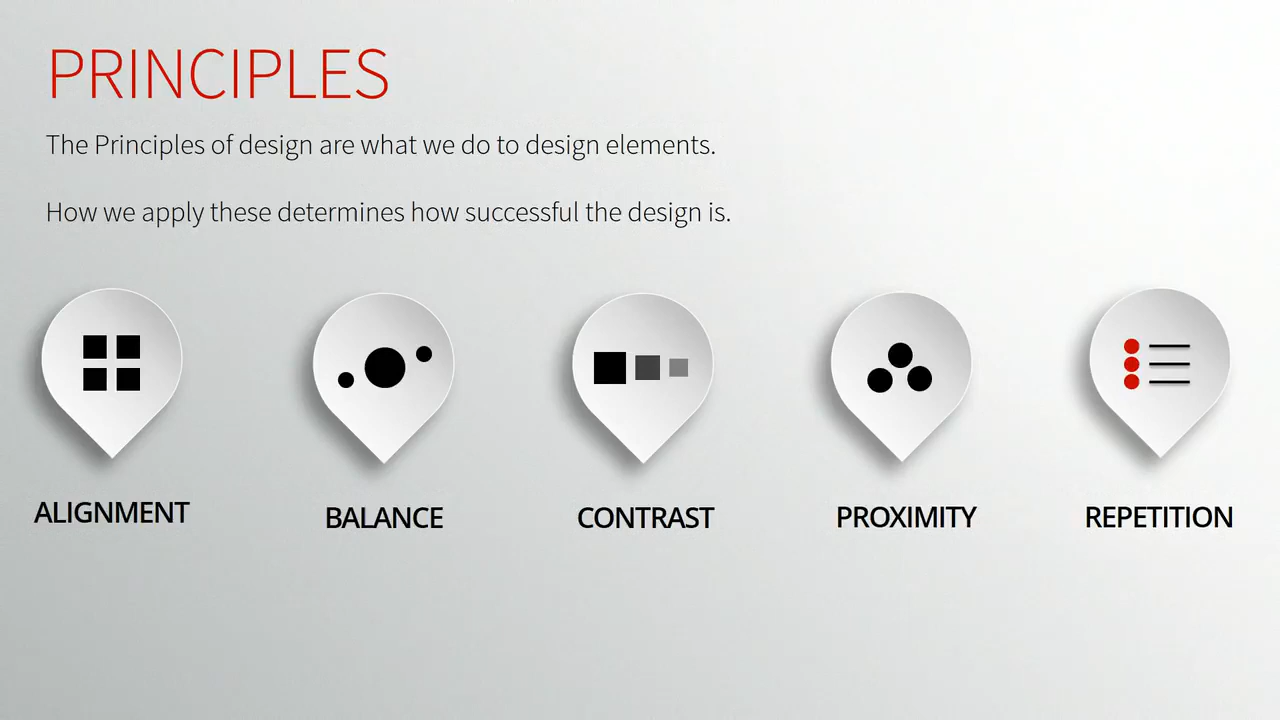 PRINCIPLES
The Principles of design are what we do to design elements.
How we apply these determines how successful the design is.
ALIGNMENT
BALANCE
CONTRAST
PROXIMITY
REPETITION